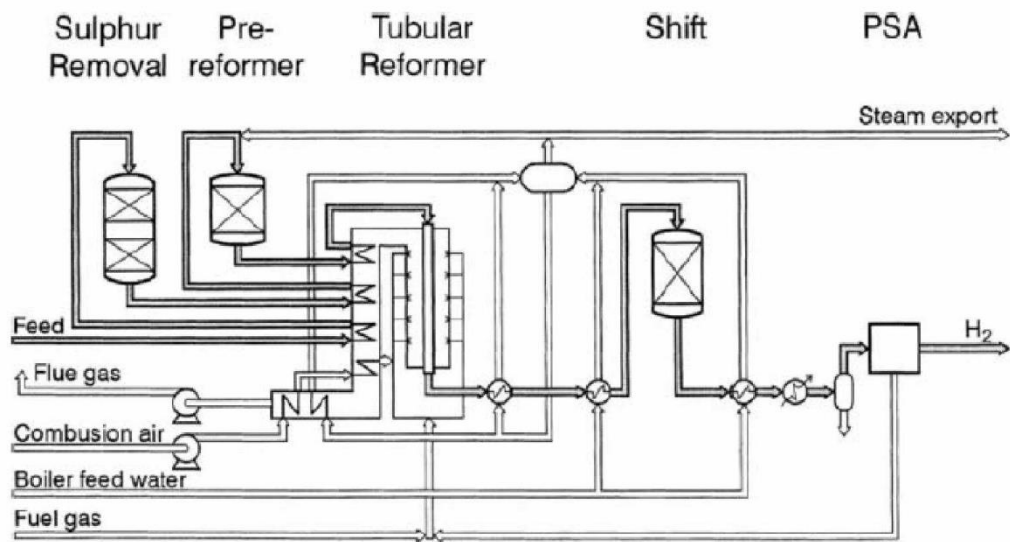 Sulphur
Removal
Pre-
reformer
Tubular
Reformer
Shift
PSA
Steam export
Feed
H₂
Flue gas
Combusion air
Boiler feed water
Fuel gas